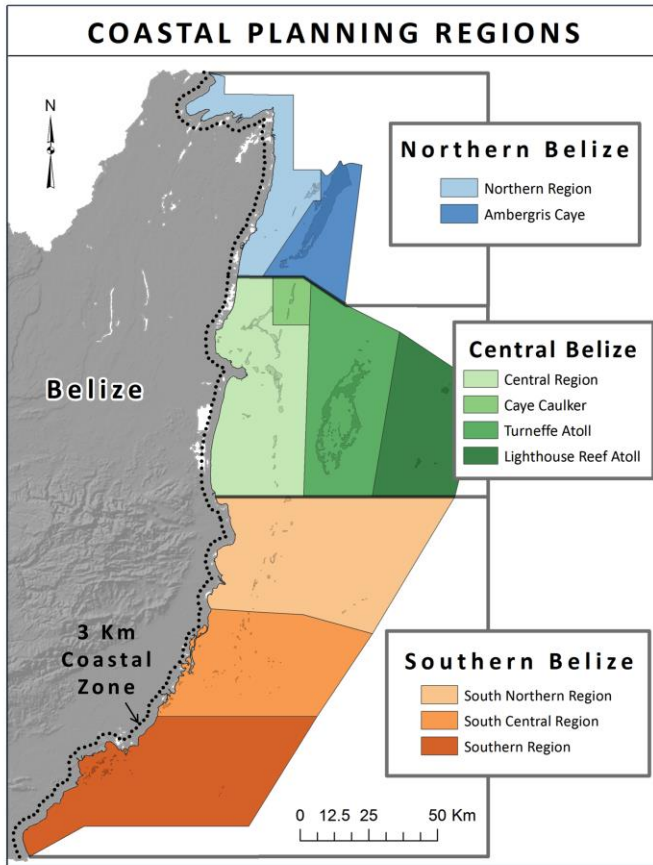 COASTAL PLANNING REGIONS
N
Northern Belize
Northern Region
Ambergris Caye
Belize
Central Belize
Central Region
Caye Caulker
Turneffe Atoll
Lighthouse Reef Atoll
3 Km
Coastal
Zone
Southern Belize
South Northern Region
South Central Region
Southern Region
0 12.5 25 50 Km